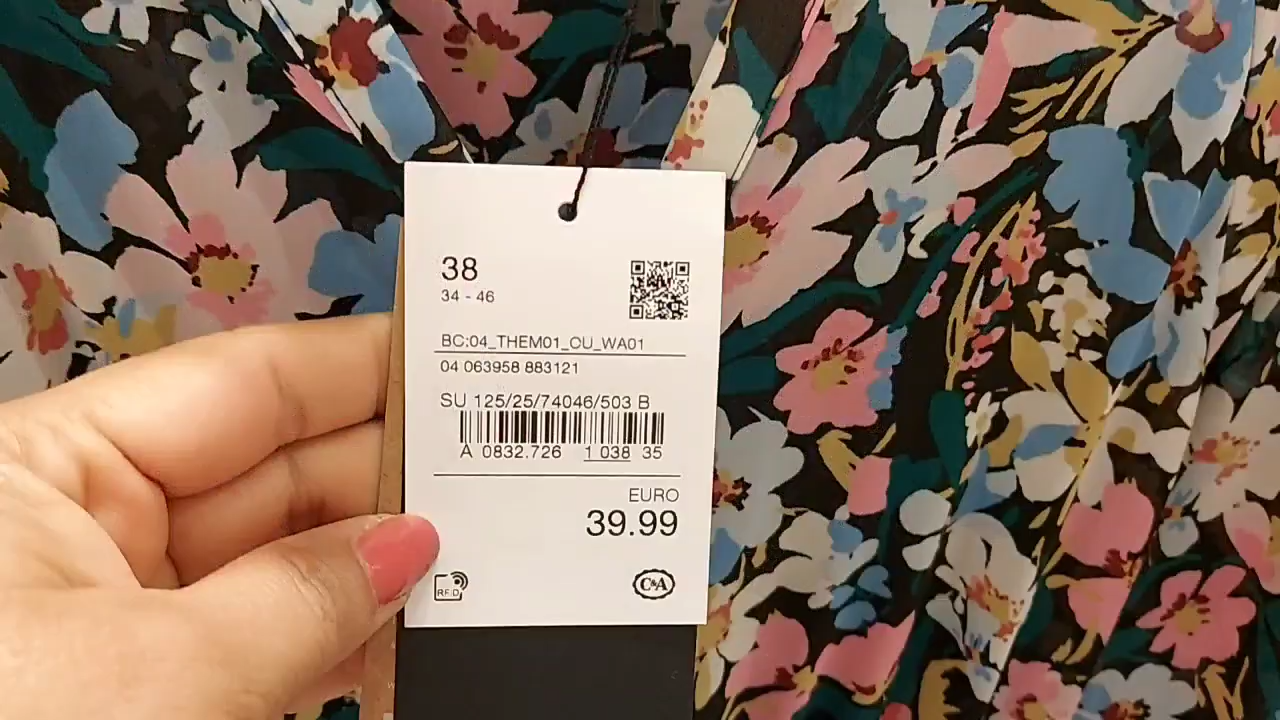 38
34 - 46
BC:04_THEM01_OU_WA01
04 063958 883121
SU 125/25/74046/503 B
A 0832.726 1 038 35
EURO
39.99
RFID
C&A